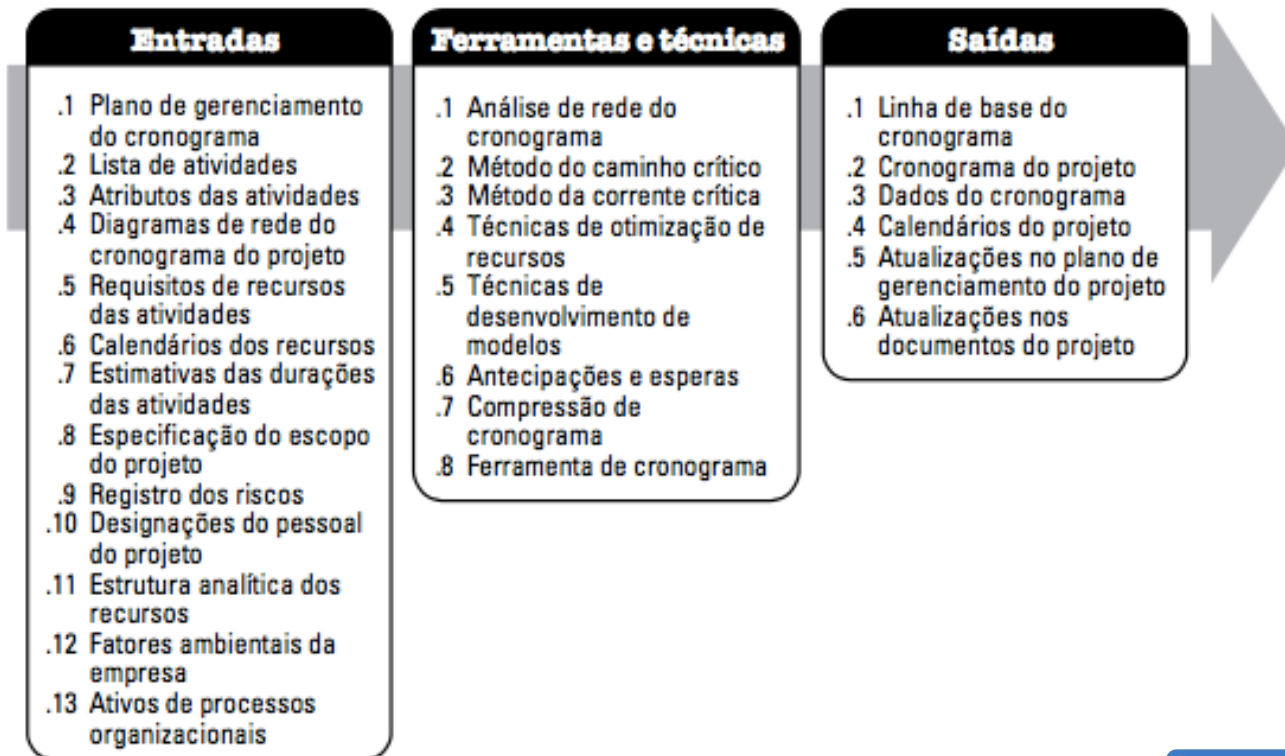 Entradas
.1 Plano de gerenciamento
do cronograma
.2 Lista de atividades
.3 Atributos das atividades
.4 Diagramas de rede do
cronograma do projeto
.5 Requisitos de recursos
das atividades
.6 Calendários dos recursos
.7 Estimativas das durações
das atividades
.8 Especificação do escopo
do projeto
.9 Registro dos riscos
.10 Designações do pessoal
do projeto
.11 Estrutura analítica dos
recursos
.12 Fatores ambientais da
empresa
.13 Ativos de processos
organizacionais
Ferramentas e técnicas
.1 Análise de rede do
cronograma
.2 Método do caminho crítico
.3 Método da corrente crítica
.4 Técnicas de otimização de
recursos
.5 Técnicas de
desenvolvimento de
modelos
.6 Antecipações e esperas
.7 Compressão de
cronograma
.8 Ferramenta de cronograma
Saídas
.1 Linha de base do
cronograma
.2 Cronograma do projeto
.3 Dados do cronograma
.4 Calendários do projeto
.5 Atualizações no plano de
gerenciamento do projeto
.6 Atualizações nos
documentos do projeto